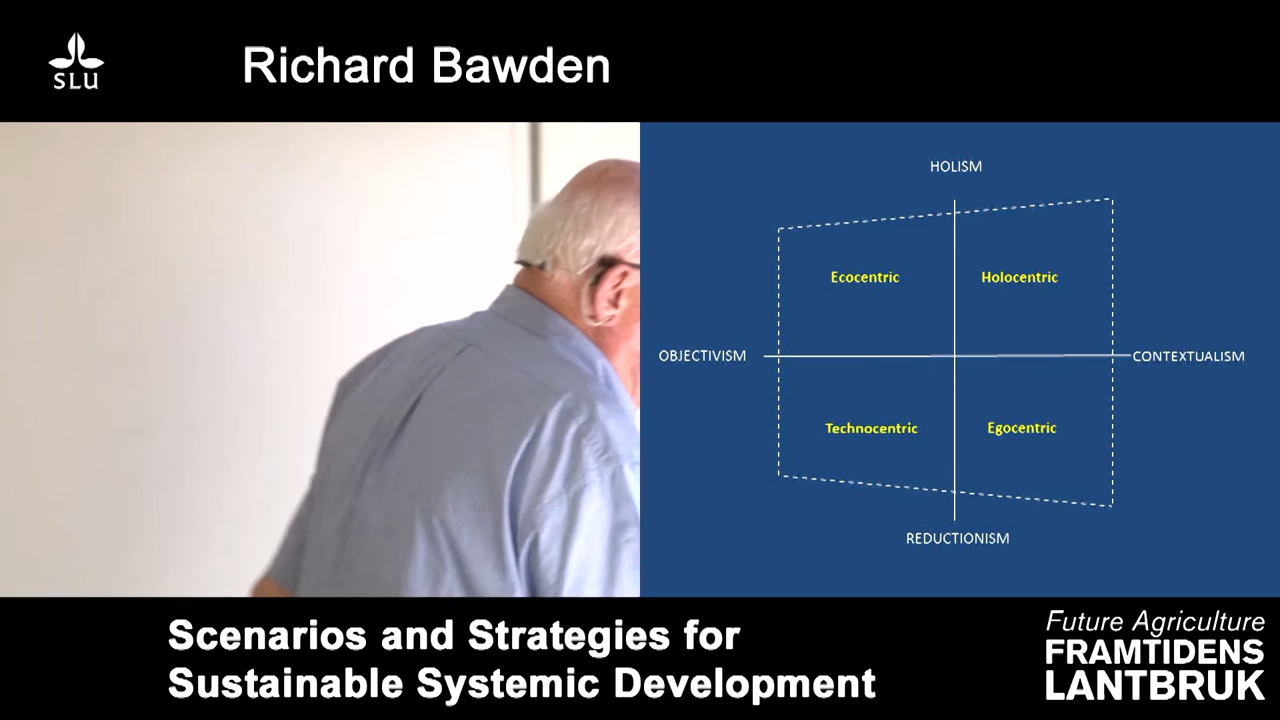 SLU
Richard Bawden
HOLISM
Ecocentric
Holocentric
OBJECTIVISM
CONTEXTUALISM
Technocentric
Egocentric
REDUCTIONISM
Scenarios and Strategies for
Sustainable Systemic Development
Future Agriculture
FRAMTIDENS
LANTBRUK